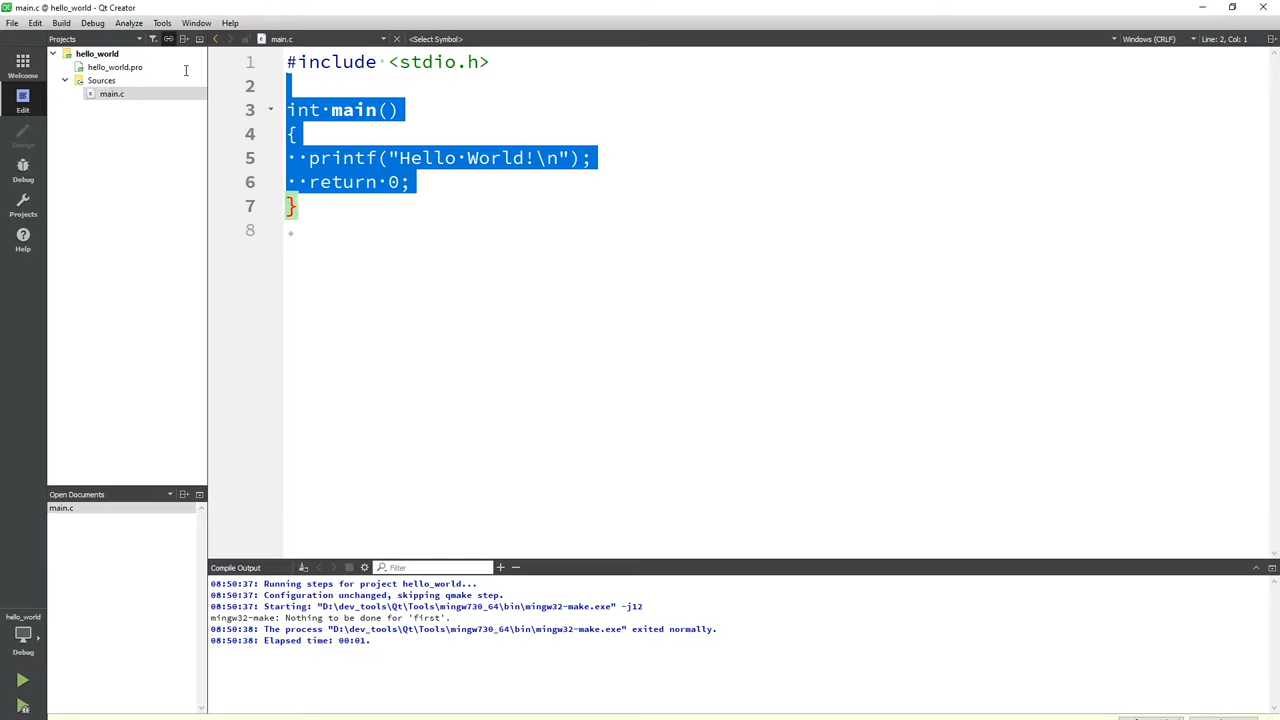 main.c @ hello_world - Qt Creator
File Edit Build Debug Analyze Tools Window Help
Projects
main.c
<Select Symbol>
Windows (CRLF)
Line: 2, Col: 1
Welcome
Edit
Design
Debug
Projects
Help
hello_world
hello_world.pro
Sources
main.c
1 #include <stdio.h>
2
3 int·main()
4 {
5 ··printf("Hello·World!\n");
6 ··return·0;
7 }
8
Open Documents
main.c
hello_world
Debug
Compile Output
Filter
08:50:37: Running steps for project hello_world...
08:50:37: Configuration unchanged, skipping qmake step.
08:50:37: Starting: "D:\dev_tools\Qt\Tools\mingw730_64\bin\mingw32-make.exe" -j12
mingw32-make: Nothing to be done for 'first'.
08:50:38: The process "D:\dev_tools\Qt\Tools\mingw730_64\bin\mingw32-make.exe" exited normally.
08:50:38: Elapsed time: 00:01.